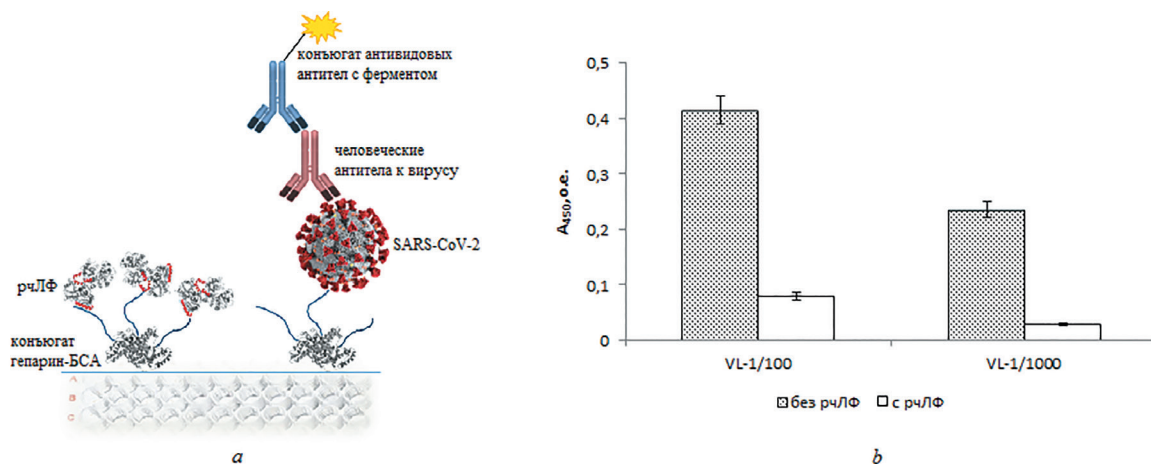 конъюгат антивидовых
антител с ферментом
человеческие
антитела к вирусу
SARS-CoV-2
рчЛФ
конъюгат
гепарин-БСА
A
B
C
a
0,5
0,4
0,3
0,2
0,1
0
A450, о.е.
VL-1/100
VL-1/1000
без рчЛФ
с рчЛФ
b